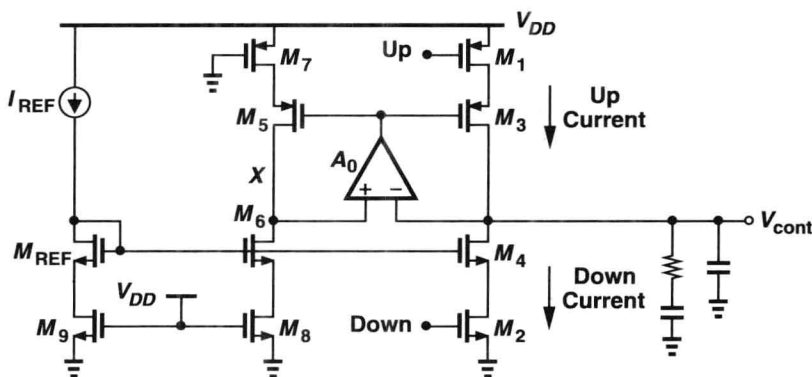 V_DD
Up
M_7
M_1
I_REF
M_5
M_3
Up
Current
A_0
X
+ −
M_6
V_cont
M_REF
M_4
V_DD
Down
Current
M_9
M_8
Down
M_2